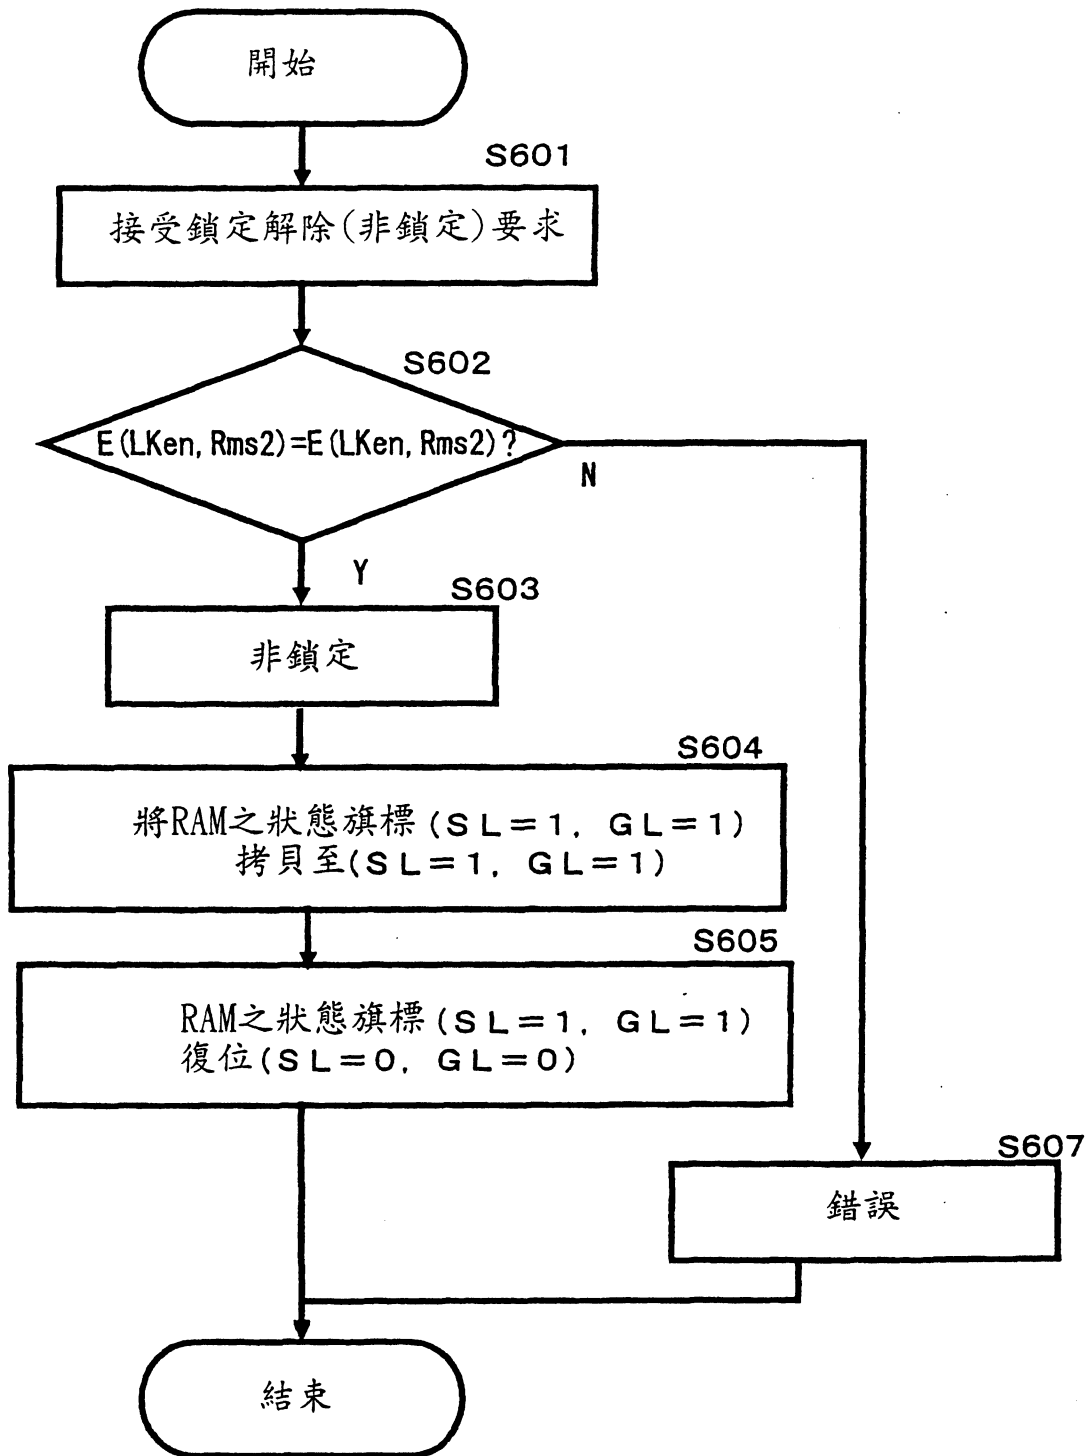 開始
S601
接受鎖定解除(非鎖定)要求
S602
E(LKen, Rms2)=E(LKen, Rms2)?
N
Y
S603
非鎖定
S604
將RAM之狀態旗標(SL=1, GL=1)
拷貝至(SL=1, GL=1)
S605
RAM之狀態旗標(SL=1, GL=1)
復位(SL=0, GL=0)
S607
錯誤
結束